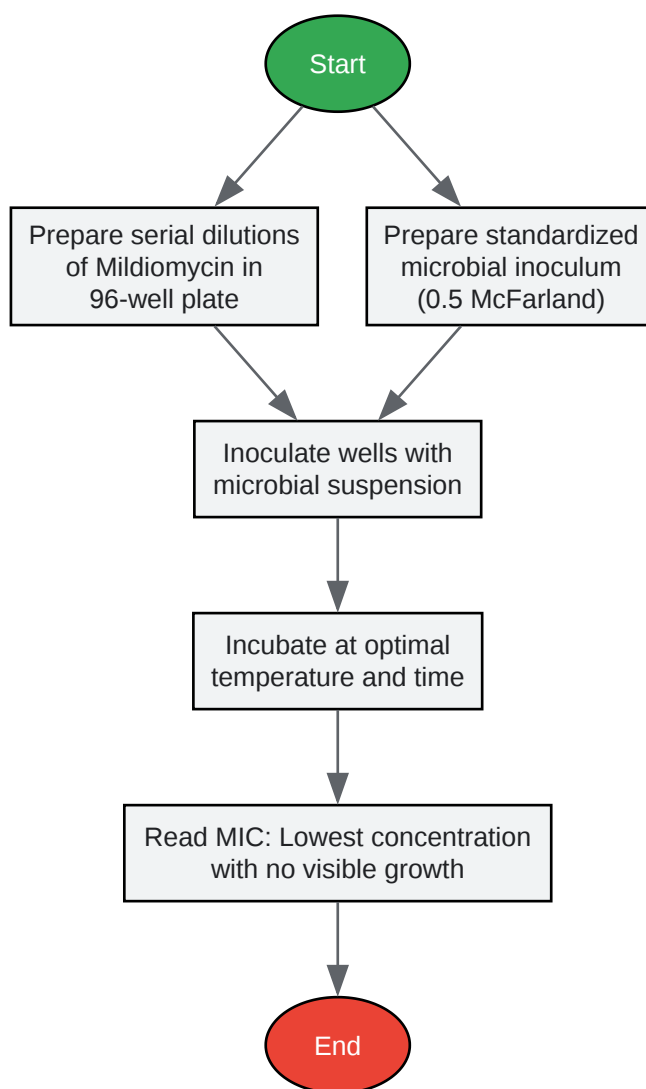 Start
Prepare serial dilutions
of Mildiomycin in
96-well plate
Prepare standardized
microbial inoculum
(0.5 McFarland)
Inoculate wells with
microbial suspension
Incubate at optimal
temperature and time
Read MIC: Lowest concentration
with no visible growth
End